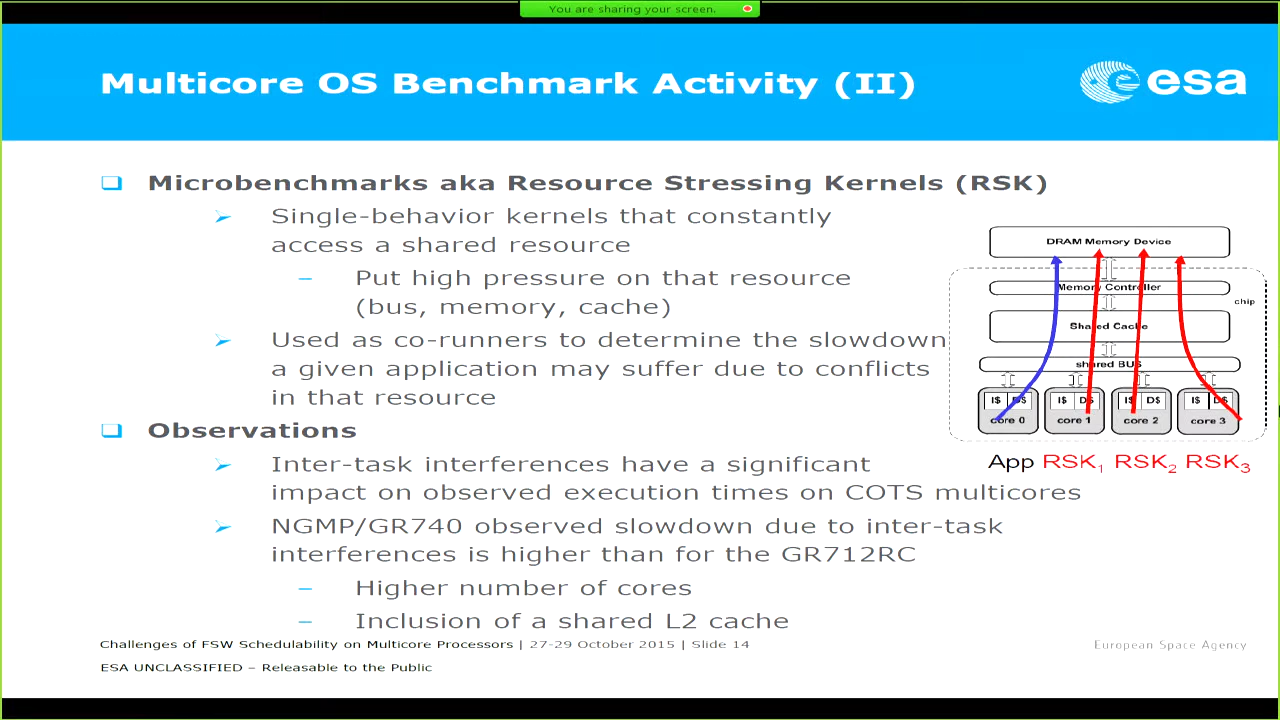 You are sharing your screen.
Multicore OS Benchmark Activity (II)
esa
Microbenchmarks aka Resource Stressing Kernels (RSK)
Single-behavior kernels that constantly
access a shared resource
– Put high pressure on that resource
(bus, memory, cache)
Used as co-runners to determine the slowdown
a given application may suffer due to conflicts
in that resource
Observations
Inter-task interferences have a significant
impact on observed execution times on COTS multicores
NGMP/GR740 observed slowdown due to inter-task
interferences is higher than for the GR712RC
– Higher number of cores
– Inclusion of a shared L2 cache
DRAM Memory Device
Memory Controller
chip
Shared Cache
shared BUS
I$ D$ I$ D$ I$ D$ I$ D$
core 0 core 1 core 2 core 3
App RSK1 RSK2 RSK3
Challenges of FSW Schedulability on Multicore Processors | 27-29 October 2015 | Slide 14
European Space Agency
ESA UNCLASSIFIED – Releasable to the Public